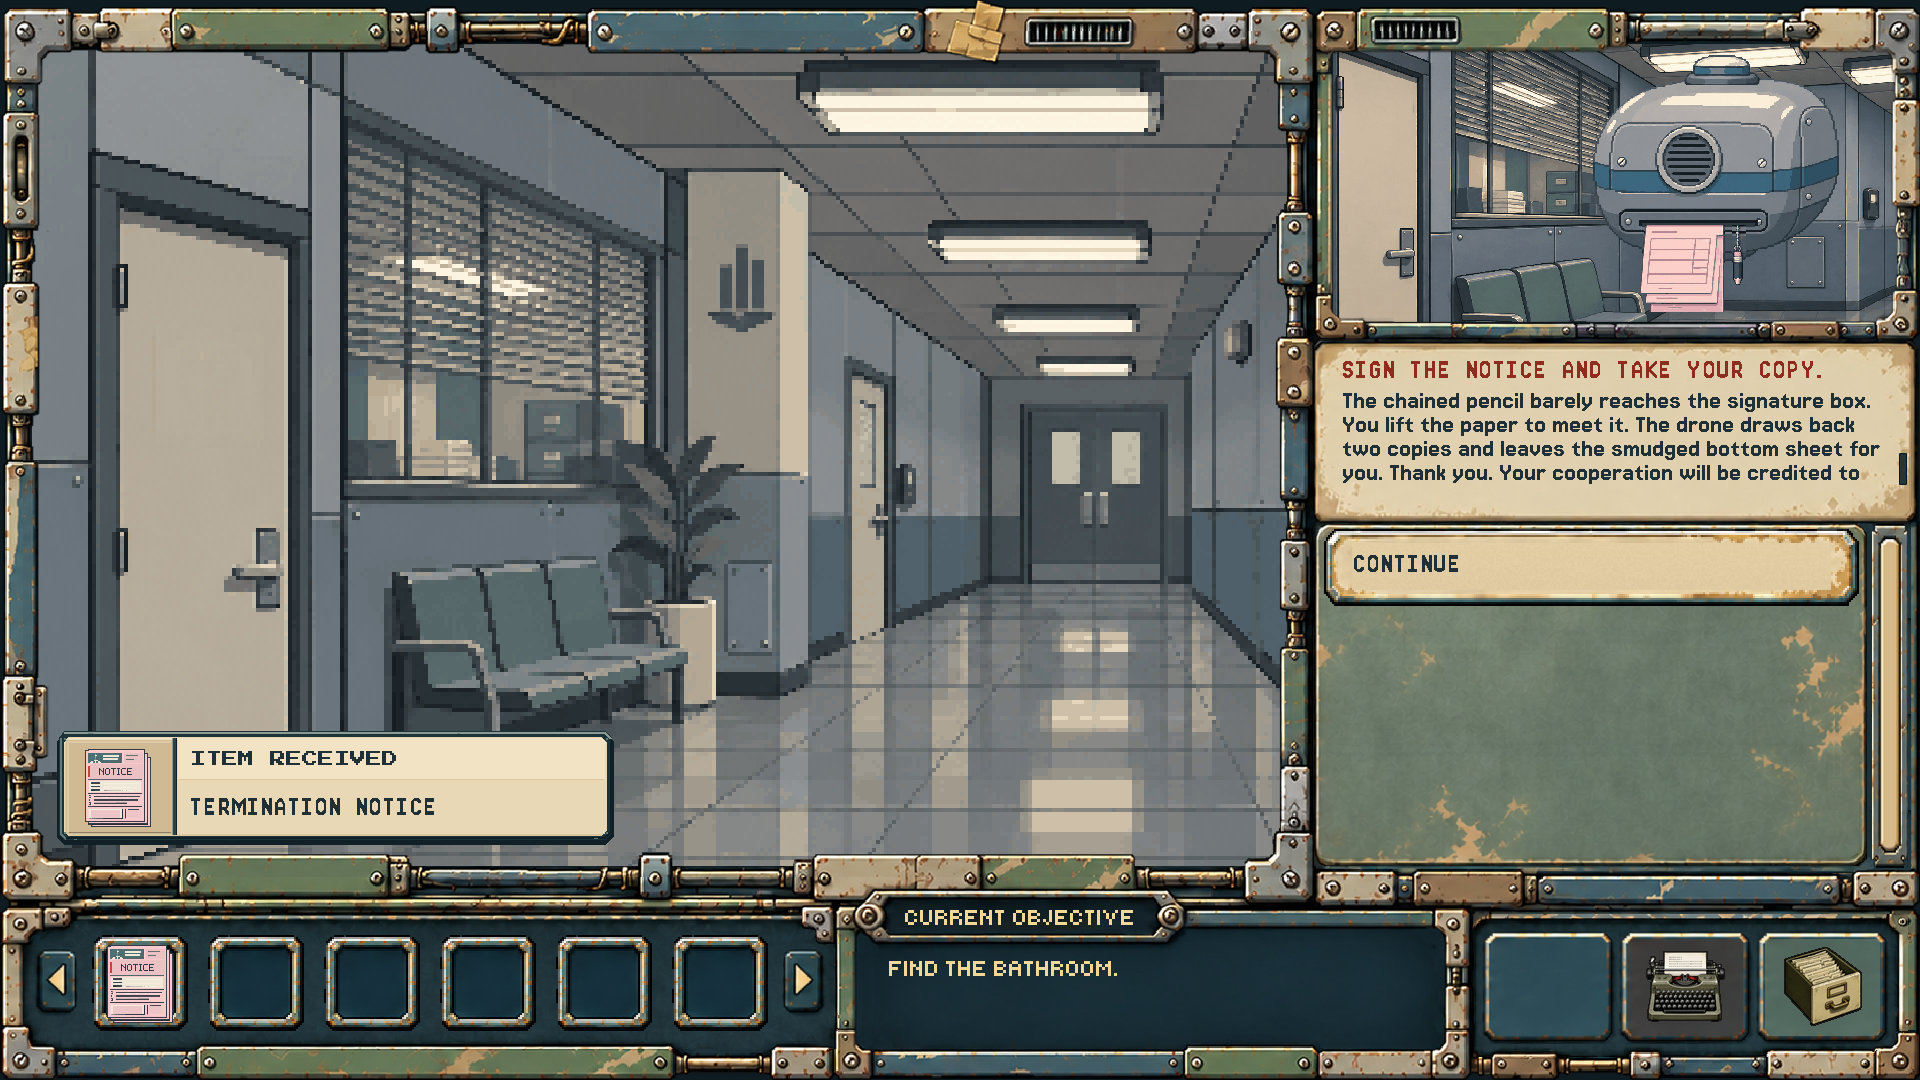 SIGN THE NOTICE AND TAKE YOUR COPY.
The chained pencil barely reaches the signature box.
You lift the paper to meet it. The drone draws back
two copies and leaves the smudged bottom sheet for
you. Thank you. Your cooperation will be credited to
CONTINUE
NOTICE
ITEM RECEIVED
TERMINATION NOTICE
NOTICE
CURRENT OBJECTIVE
FIND THE BATHROOM.